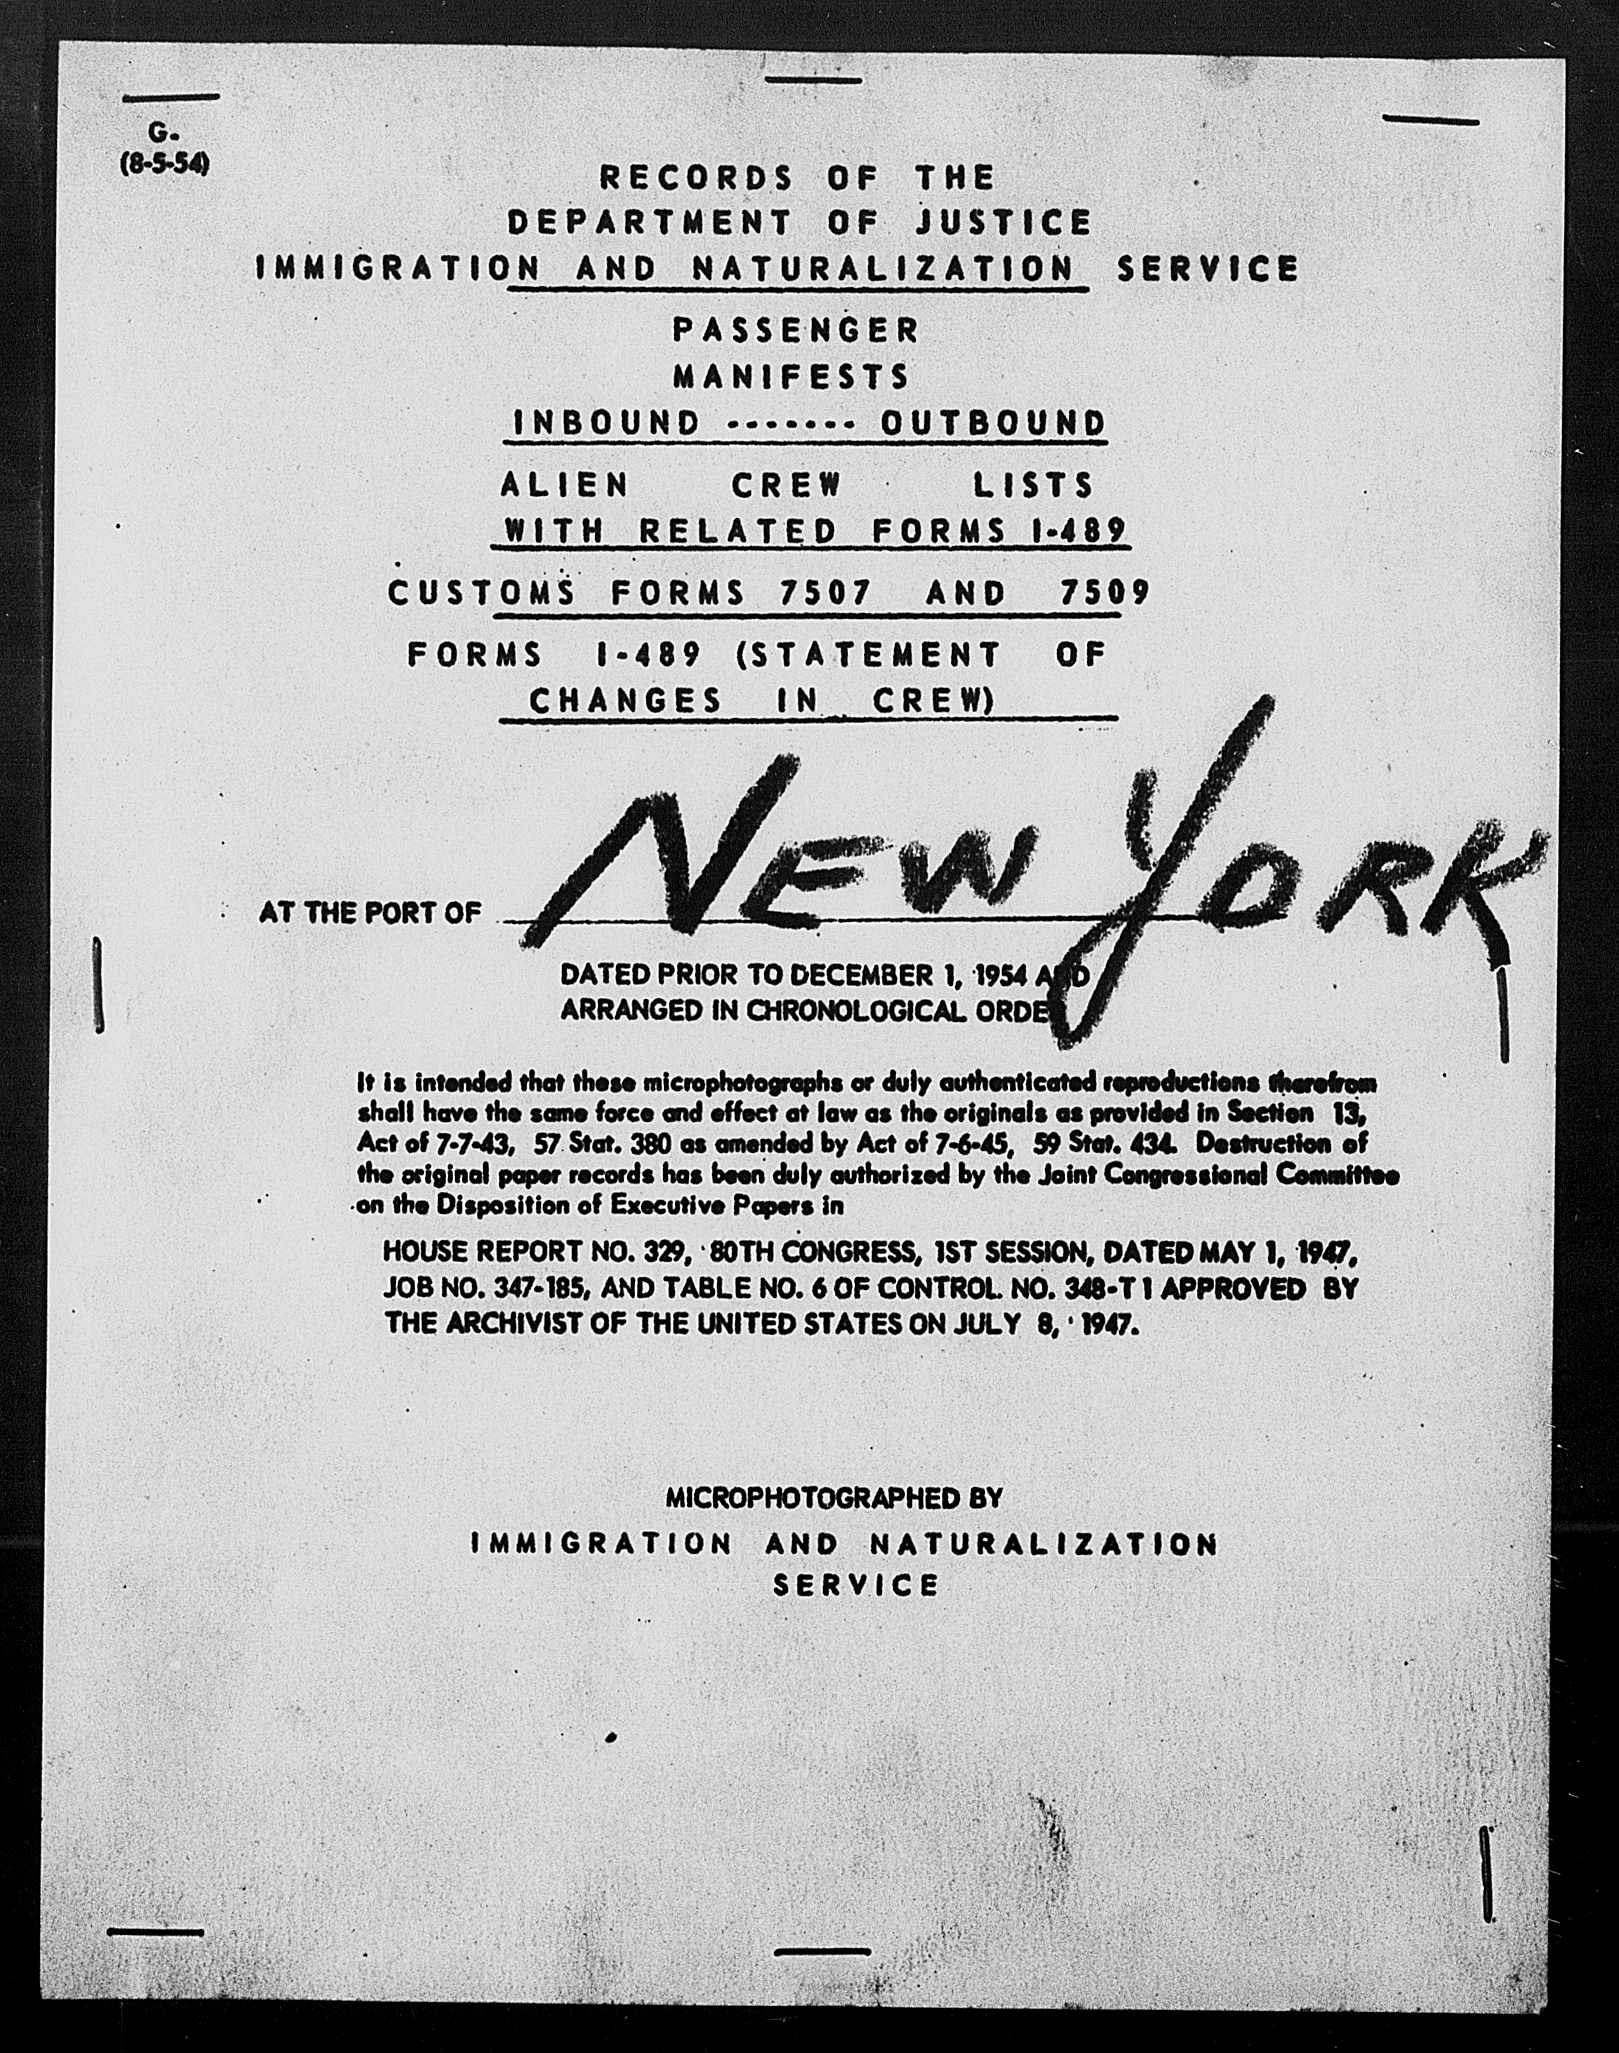 G.
(8-5-54)
RECORDS OF THE
DEPARTMENT OF JUSTICE
IMMIGRATION AND NATURALIZATION SERVICE
PASSENGER
MANIFESTS
INBOUND ------- OUTBOUND
ALIEN CREW LISTS
WITH RELATED FORMS I-489
CUSTOMS FORMS 7507 AND 7509
FORMS I-489 (STATEMENT OF
CHANGES IN CREW)
AT THE PORT OF NEW YORK
DATED PRIOR TO DECEMBER 1, 1954 AND
ARRANGED IN CHRONOLOGICAL ORDE
It is intended that these microphotographs or duly authenticated reproductions therefrom
shall have the same force and effect at law as the originals as provided in Section 13,
Act of 7-7-43, 57 Stat. 380 as amended by Act of 7-6-45, 59 Stat. 434. Destruction of
the original paper records has been duly authorized by the Joint Congressional Committee
on the Disposition of Executive Papers in
HOUSE REPORT NO. 329, 80TH CONGRESS, 1ST SESSION, DATED MAY 1, 1947,
JOB NO. 347-185, AND TABLE NO. 6 OF CONTROL NO. 348-T1 APPROVED BY
THE ARCHIVIST OF THE UNITED STATES ON JULY 8, 1947.
MICROPHOTOGRAPHED BY
IMMIGRATION AND NATURALIZATION
SERVICE